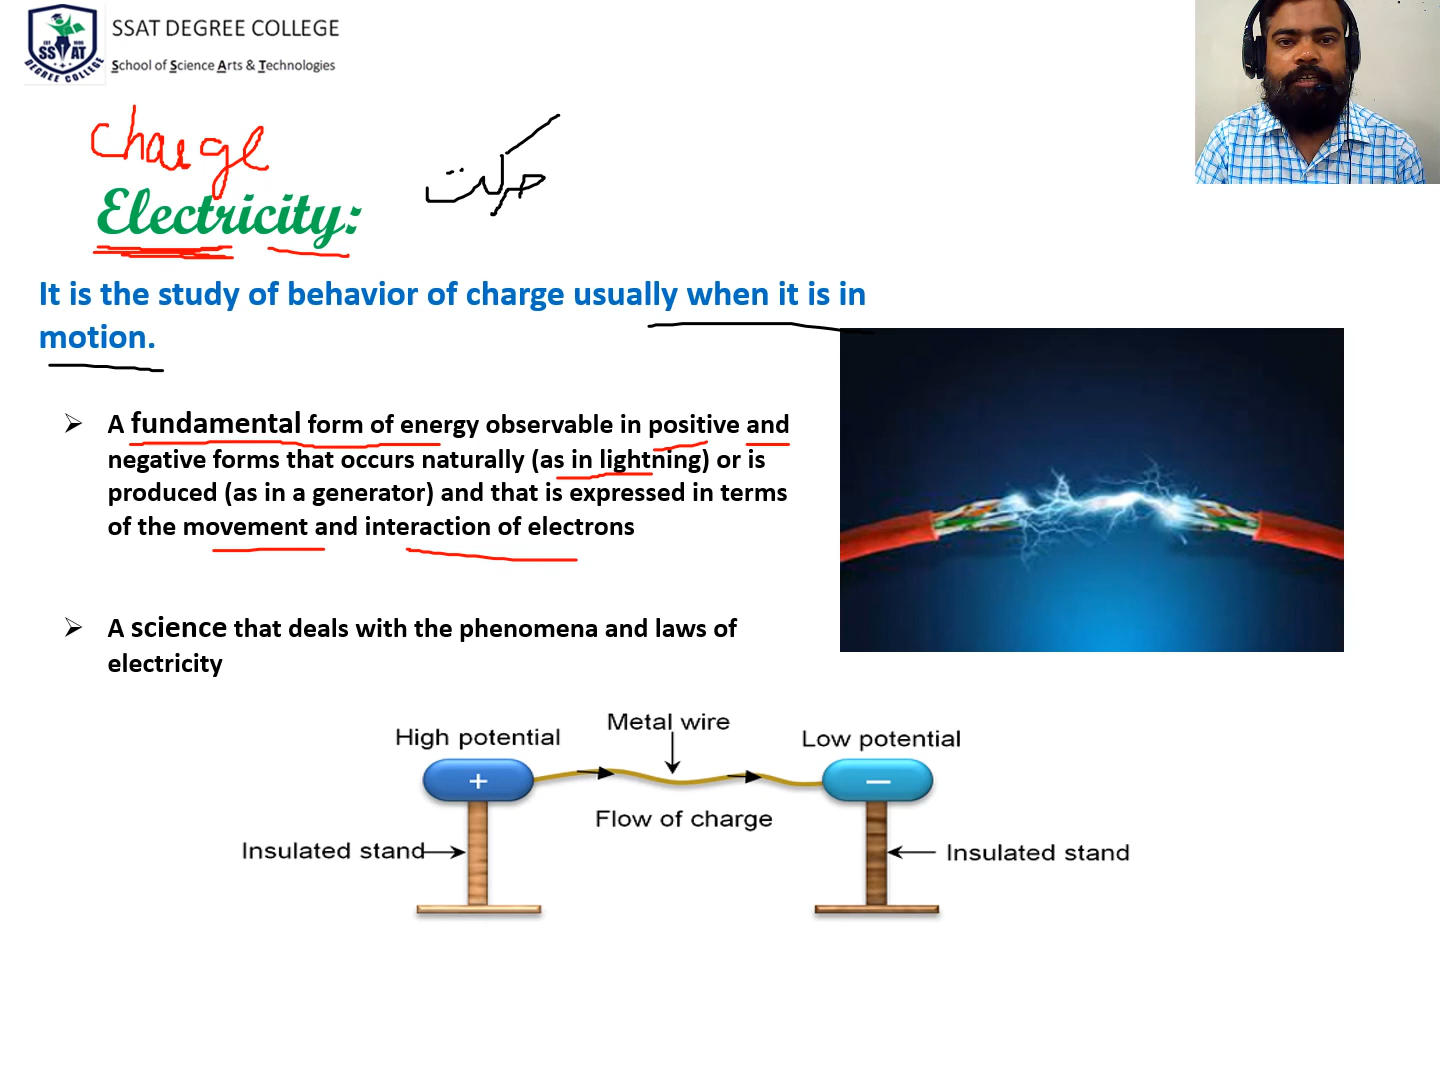 SSAT DEGREE COLLEGE
School of Science Arts & Technologies
SS AT
DEGREE COLLEGE
charge
حرکت
Electricity:
It is the study of behavior of charge usually when it is in
motion.
A fundamental form of energy observable in positive and
negative forms that occurs naturally (as in lightning) or is
produced (as in a generator) and that is expressed in terms
of the movement and interaction of electrons
A science that deals with the phenomena and laws of
electricity
Metal wire
High potential
Low potential
+
−
Flow of charge
Insulated stand
Insulated stand